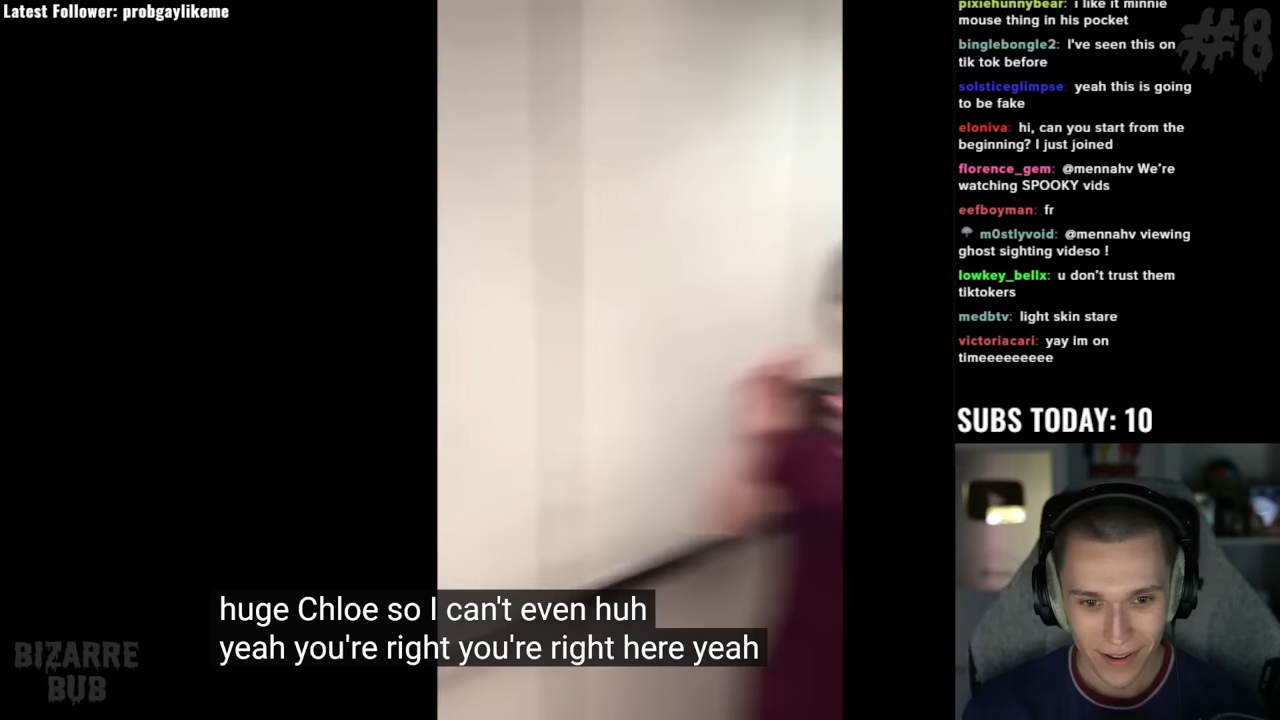 Latest Follower: probgaylikeme
pixiehunnybear: i like it minnie
mouse thing in his pocket
#8
binglebongle2: I've seen this on
tik tok before
solsticeglimpse: yeah this is going
to be fake
eloniva: hi, can you start from the
beginning? I just joined
florence_gem: @mennahv We're
watching SPOOKY vids
eefboyman: fr
m0stlyvoid: @mennahv viewing
ghost sighting videso !
lowkey_bellx: u don't trust them
tiktokers
medbtv: light skin stare
victoriacari: yay im on
timeeeeeeeee
SUBS TODAY: 10
huge Chloe so I can't even huh
yeah you're right you're right here yeah
BIZARRE
BUB